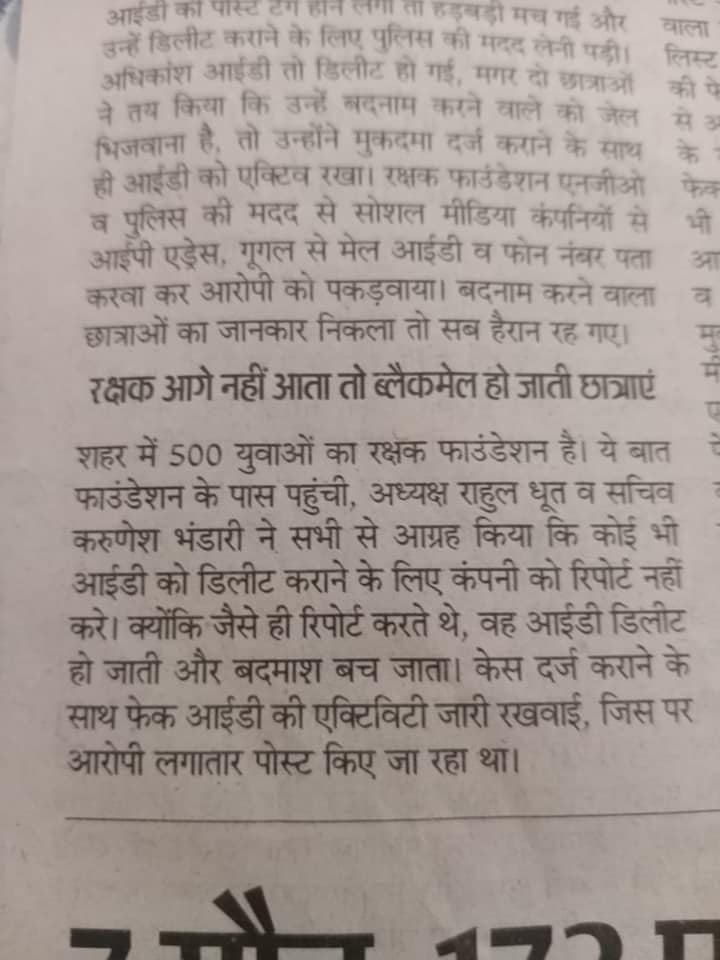 आईडी की पोस्ट टैग होने लगी तो हड़बड़ी मच गई और
उन्हें डिलीट कराने के लिए पुलिस की मदद लेनी पड़ी।
अधिकांश आईडी तो डिलीट हो गई, मगर दो छात्राओं
ने तय किया कि उन्हें बदनाम करने वाले को जेल
भिजवाना है, तो उन्होंने मुकदमा दर्ज कराने के साथ
ही आईडी को एक्टिव रखा। रक्षक फाउंडेशन एनजीओ
व पुलिस की मदद से सोशल मीडिया कंपनियों से
आईपी एड्रेस, गूगल से मेल आईडी व फोन नंबर पता
करवा कर आरोपी को पकड़वाया। बदनाम करने वाला
छात्राओं का जानकार निकला तो सब हैरान रह गए।
रक्षक आगे नहीं आता तो ब्लैकमेल हो जाती छात्राएं
शहर में 500 युवाओं का रक्षक फाउंडेशन है। ये बात
फाउंडेशन के पास पहुंची, अध्यक्ष राहुल धूत व सचिव
करुणेश भंडारी ने सभी से आग्रह किया कि कोई भी
आईडी को डिलीट कराने के लिए कंपनी को रिपोर्ट नहीं
करे। क्योंकि जैसे ही रिपोर्ट करते थे, वह आईडी डिलीट
हो जाती और बदमाश बच जाता। केस दर्ज कराने के
साथ फेक आईडी की एक्टिविटी जारी रखवाई, जिस पर
आरोपी लगातार पोस्ट किए जा रहा था।
वाला
लिस्ट
की
से
के
भी
व